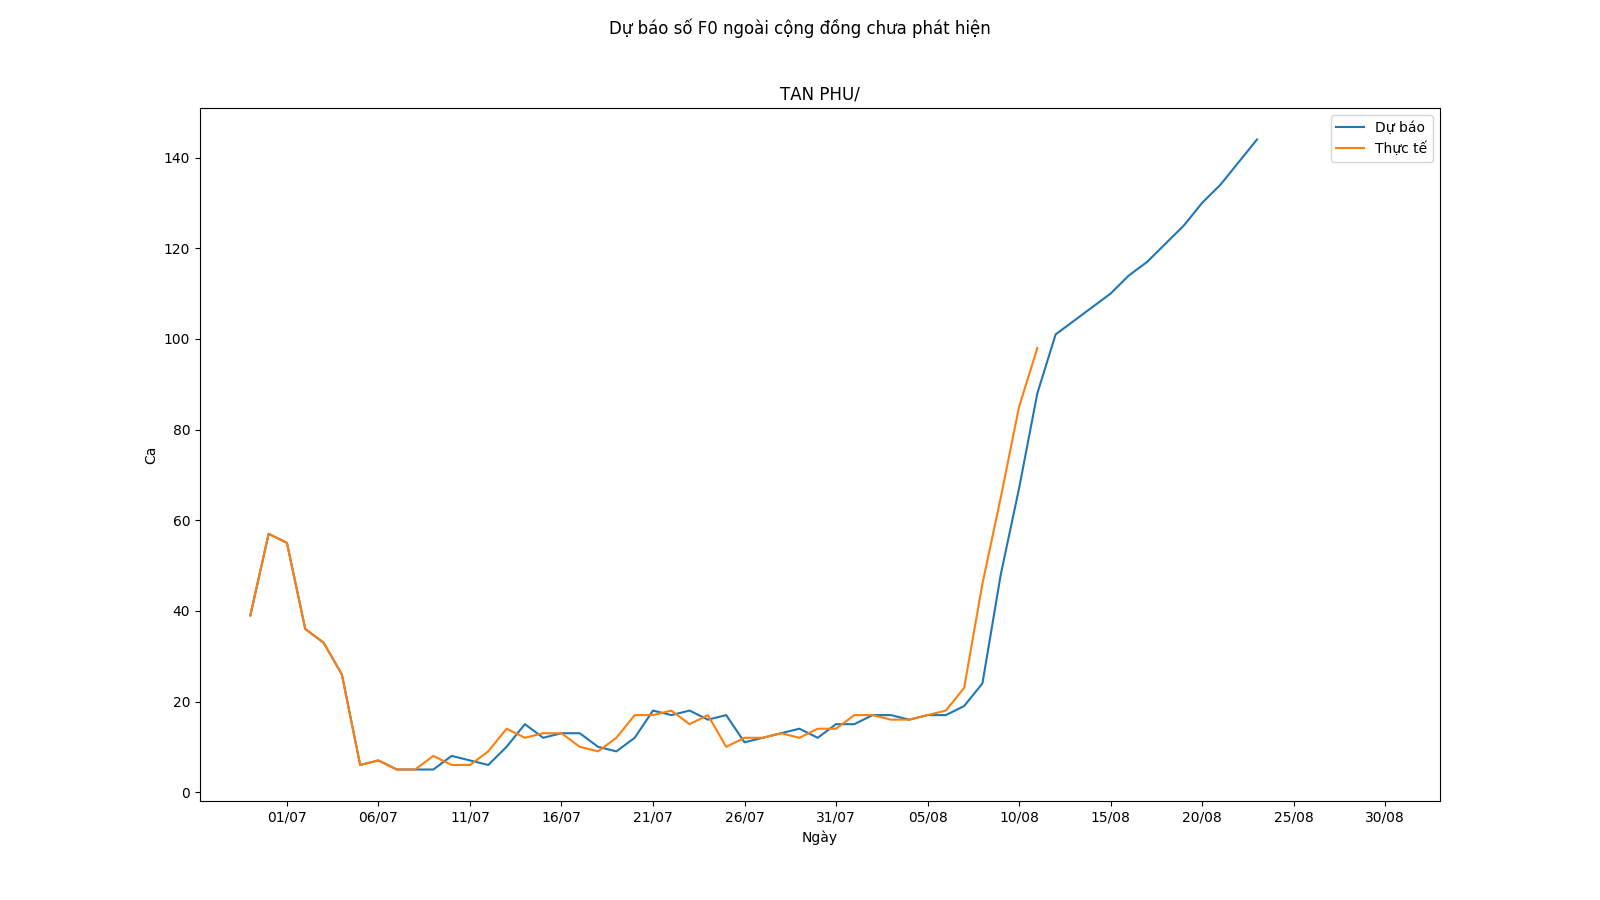 Dự báo số F0 ngoài cộng đồng chưa phát hiện
TAN PHU/
Dự báo
Thực tế
140
120
100
80
60
40
20
0
Ca
01/07 06/07 11/07 16/07 21/07 26/07 31/07 05/08 10/08 15/08 20/08 25/08 30/08
Ngày